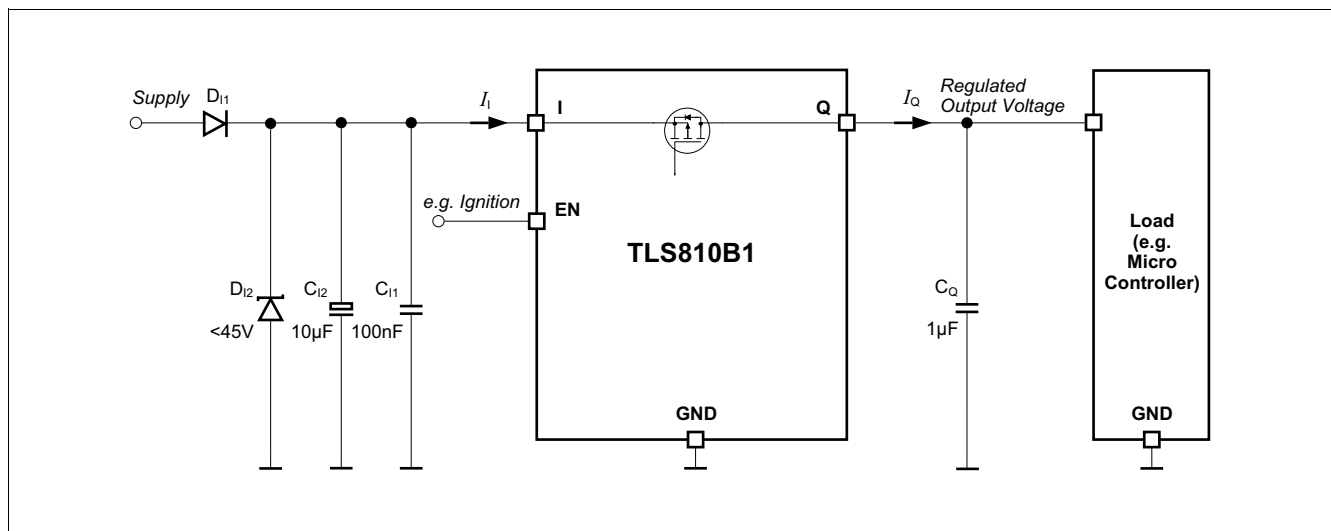 Supply
D_I1
I_I
I
Q
I_Q
Regulated
Output Voltage
e.g. Ignition
EN
TLS810B1
Load
(e.g.
Micro
Controller)
D_I2
<45V
C_I2
10µF
C_I1
100nF
C_Q
1µF
GND
GND